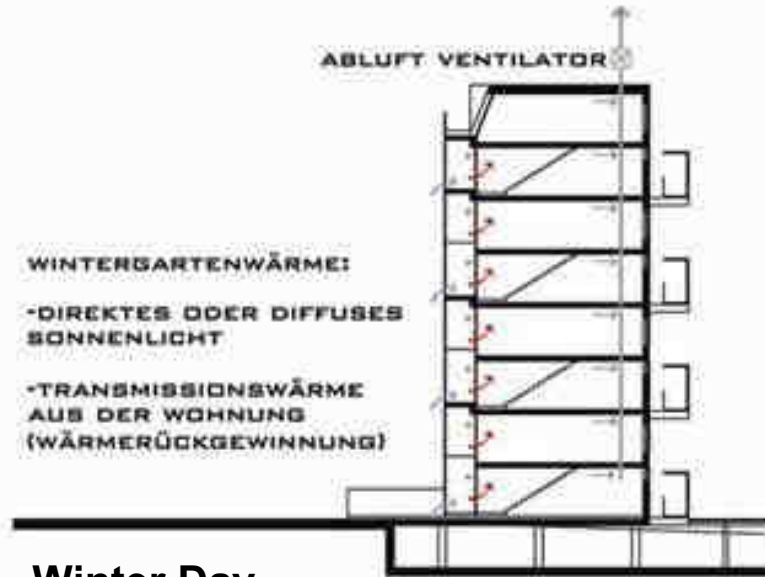 ABLUFT VENTILATOR
WINTERGARTENWÄRME:
-DIREKTES ODER DIFFUSES
SONNENLICHT
-TRANSMISSIONSWÄRME
AUS DER WOHNUNG
(WÄRMERÜCKGEWINNUNG)
Winter Day